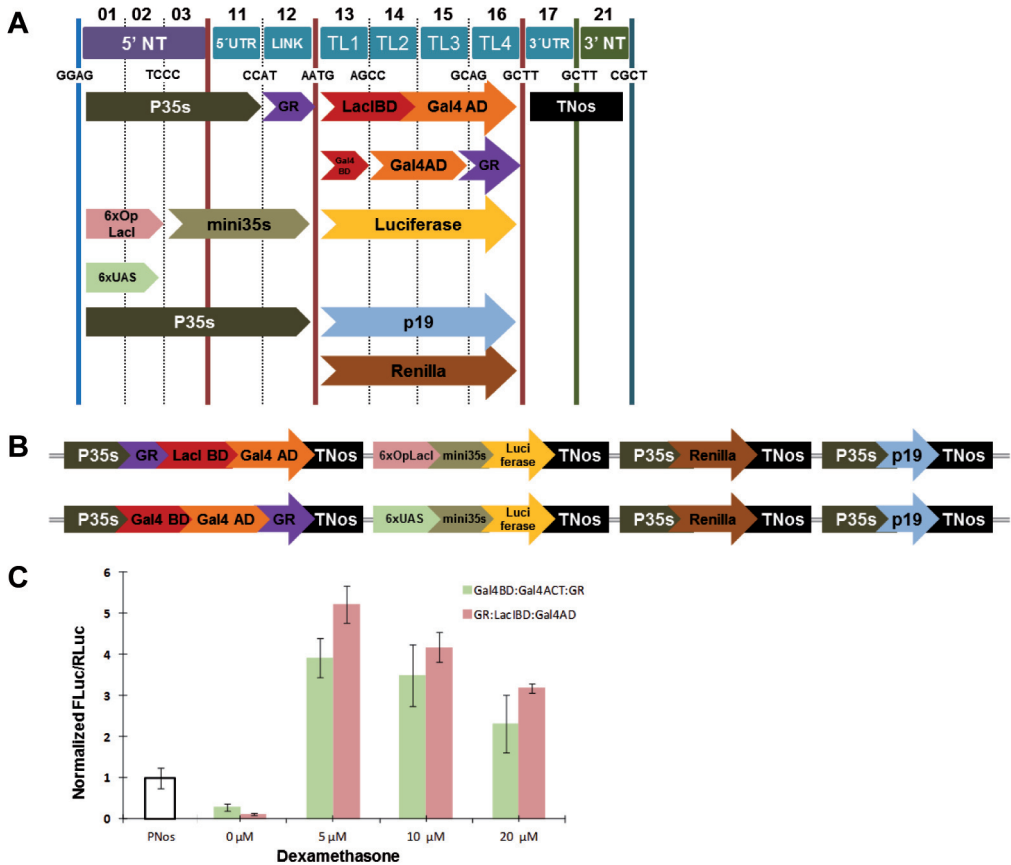 A
01 02 03 11 12 13 14 15 16 17 21
5' NT 5´UTR LINK TL1 TL2 TL3 TL4 3´UTR 3' NT
GGAG TCCC CCAT AATG AGCC GCAG GCTT GCTT CGCT
P35s GR LacIBD Gal4 AD TNos
Gal4 BD Gal4AD GR
6xOp LacI mini35s Luciferase
6xUAS
P35s p19
Renilla
B
P35s GR LacI BD Gal4 AD TNos 6xOpLacI mini35s Luci ferase TNos P35s Renilla TNos P35s p19 TNos
P35s Gal4 BD Gal4 AD GR TNos 6xUAS mini35s Luci ferase TNos P35s Renilla TNos P35s p19 TNos
C
Normalized FLuc/RLuc
6
5
4
3
2
1
0
Gal4BD:Gal4ACT:GR
GR:LacIBD:Gal4AD
PNos 0 µM 5 µM 10 µM 20 µM
Dexamethasone